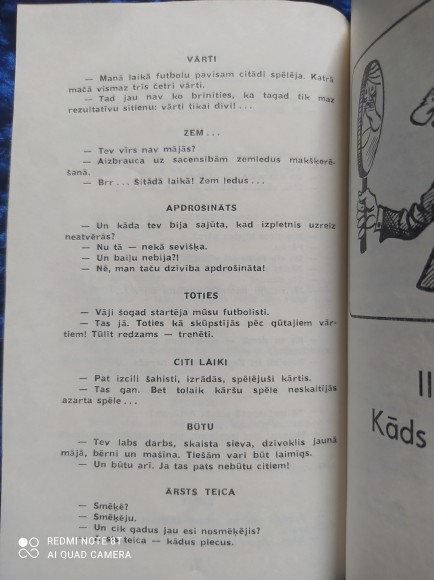 VĀRTI
— Manā laikā futbolu pavisam citādi spēlēja. Katrā
mačā vismaz trīs četri vārti.
— Tad jau nav ko brīnīties, ka tagad tik maz
rezultatīvu sitienu: vārti tikai divi! . . .
ZEM . . .
— Tev vīrs nav mājās?
— Aizbrauca uz sacensībām zemledus makšķerē-
šanā.
— Brr . . . Šitādā laikā! Zem ledus . . .
APDROŠINĀTS
— Un kāda tev bija sajūta, kad izpletnis uzreiz
neatvērās?
— Nu tā — nekā sevišķa.
— Un baiļu nebija?!
— Nē, man taču dzīvība apdrošināta!
TOTIES
— Vāji šogad startēja mūsu futbolisti.
— Tas jā. Toties kā skūpstījās pēc gūtajiem vār-
tiem! Tūlīt redzams — trenēti.
CITI LAIKI
— Pat izcili šahisti, izrādās, spēlējuši kārtis.
— Tas gan. Bet tolaik kāršu spēle neskaitījās
azarta spēle . . .
BŪTU
— Tev labs darbs, skaista sieva, dzīvoklis jaunā
mājā, bērni un mašīna. Tiešām vari būt laimīgs.
— Un būtu arī. Ja tas pats nebūtu citiem!
ĀRSTS TEICA
— Smēķē?
— Smēķēju.
— Un cik gadus jau esi nosmēķējis?
teica — kādus piecus.
II
Kāds
REDMI NOTE 8T
AI QUAD CAMERA